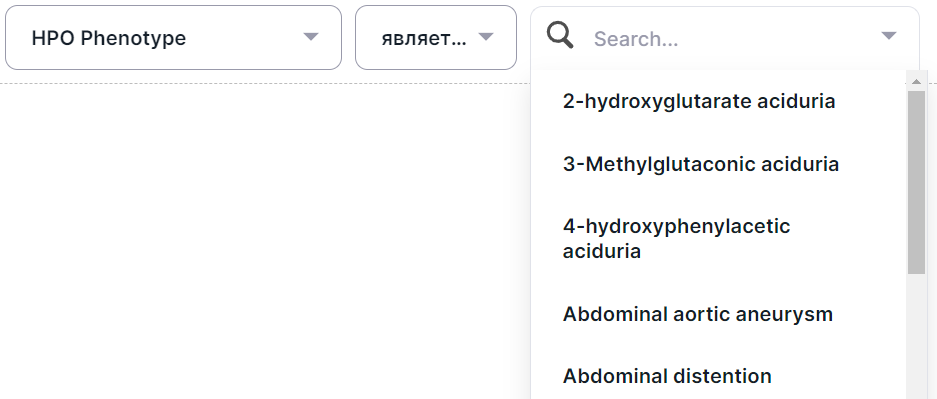 HPO Phenotype
являет...
Search...
2-hydroxyglutarate aciduria
3-Methylglutaconic aciduria
4-hydroxyphenylacetic
aciduria
Abdominal aortic aneurysm
Abdominal distention